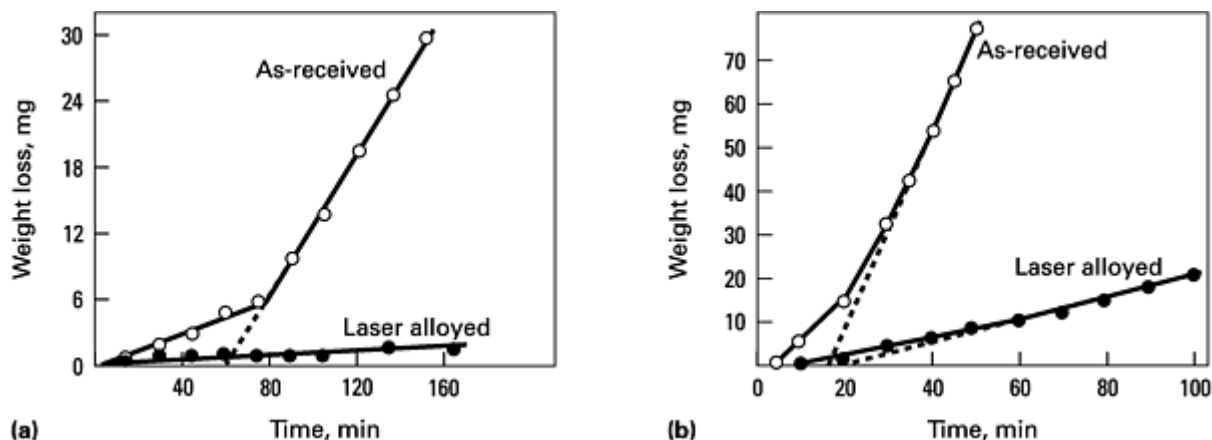 30
24
18
12
6
0
Weight loss, mg
As-received
Laser alloyed
40 80 120 160
Time, min
(a)
70
60
50
40
30
20
10
Weight loss, mg
As-received
Laser alloyed
0 20 40 60 80 100
Time, min
(b)